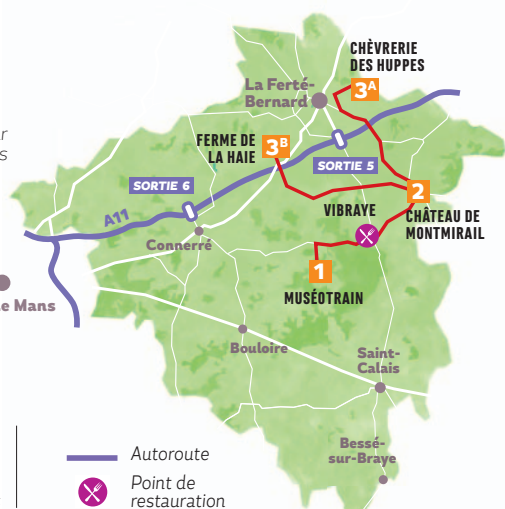 CHÈVRERIE
DES HUPPES
La Ferté-
Bernard
3A
r
s
FERME DE
LA HAIE
3B
SORTIE 5
SORTIE 6
2
VIBRAYE
CHÂTEAU DE
MONTMIRAIL
A11
Connerré
1
MUSÉOTRAIN
e Mans
Bouloire
Saint-
Calais
Bessé-
sur-Braye
Autoroute
Point de
restauration